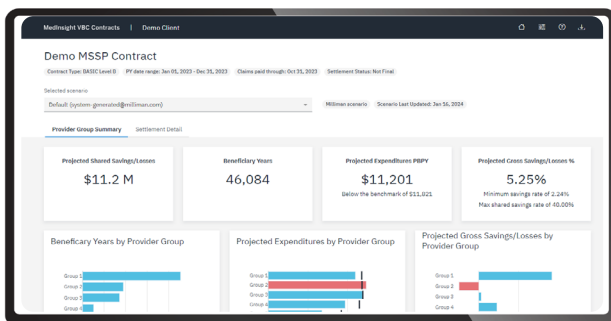 MedInsight VBC Contracts | Demo Client
Demo MSSP Contract
Contract Type: BASIC Level B PY date range: Jan 01, 2023 - Dec 31, 2023 Claims paid through: Oct 31, 2023 Settlement Status: Not Final
Selected scenario
Default (system-generated@milliman.com) Milliman scenario Scenario Last Updated: Jan 16, 2024
Provider Group Summary Settlement Detail
Projected Shared Savings/Losses
$11.2 M
Beneficiary Years
46,084
Projected Expenditures PBPY
$11,201
Below the benchmark of $11,821
Projected Gross Savings/Losses %
5.25%
Minimum savings rate of 2.24%
Max shared savings rate of 40.00%
Beneficary Years by Provider Group
Group 1
Group 2
Group 3
Group 4
Projected Expenditures by Provider Group
Group 1
Group 2
Group 3
Group 4
Projected Gross Savings/Losses by
Provider Group
Group 1
Group 2
Group 3
Group 4